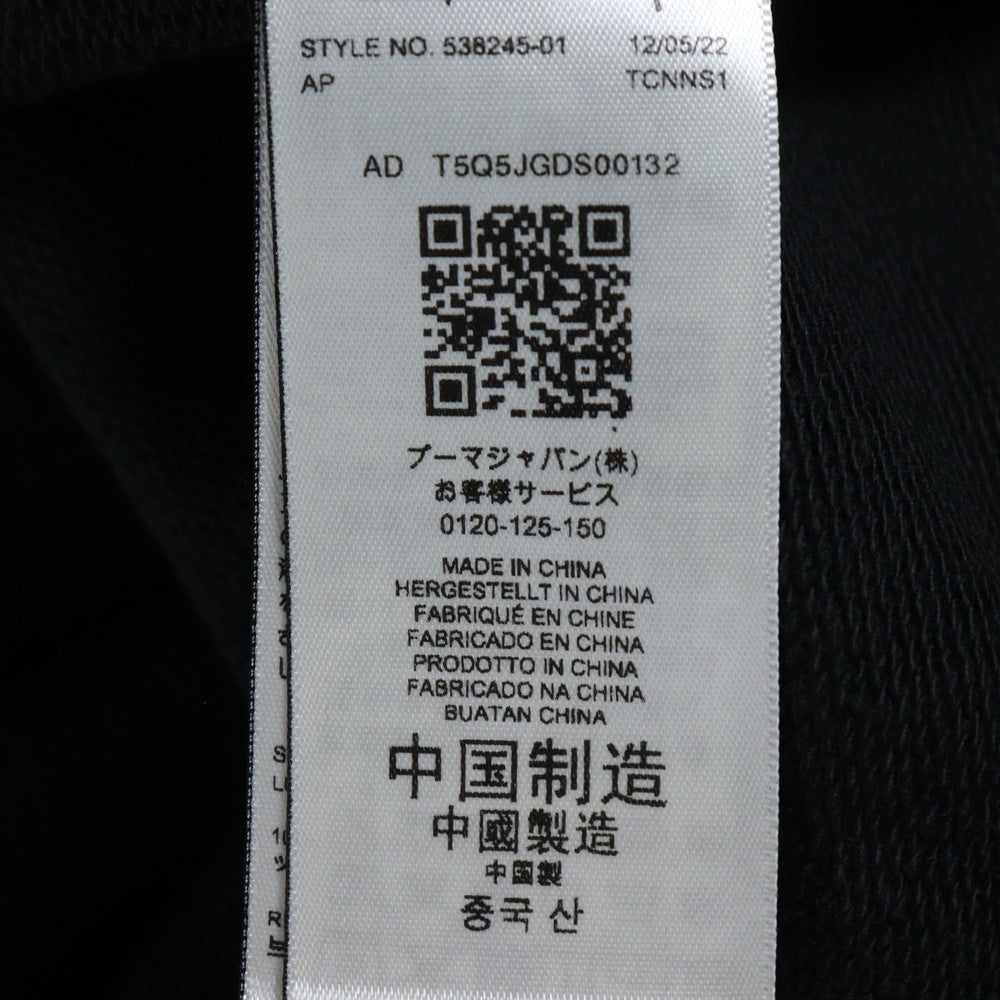 STYLE NO. 538245-01 12/05/22
AP TCNNS1
AD T5Q5JGDS00132
プーマジャパン(株)
お客様サービス
0120-125-150
MADE IN CHINA
HERGESTELLT IN CHINA
FABRIQUÉ EN CHINE
FABRICADO EN CHINA
PRODOTTO IN CHINA
FABRICADO NA CHINA
BUATAN CHINA
中国制造
中國製造
中国製
중국 산